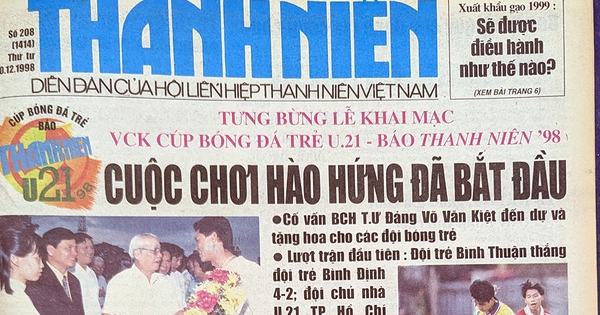 Số 208
(1414)
Thứ tư
0.12.1998
THANH NIÊN
DIỄN ĐÀN CỦA HỘI LIÊN HIỆP THANH NIÊN VIỆT NAM
Xuất khẩu gạo 1999 :
Sẽ được
điều hành
như thế nào?
(XEM BÀI TRANG 6)
CÚP BÓNG ĐÁ TRẺ
BÁO
THANH NIÊN
U21
98
TƯNG BỪNG LỄ KHAI MẠC
VCK CÚP BÓNG ĐÁ TRẺ U.21 - BÁO THANH NIÊN '98
CUỘC CHƠI HÀO HỨNG ĐÃ BẮT ĐẦU
● Cố vấn BCH T.Ư Đảng Võ Văn Kiệt đến dự và
tặng hoa cho các đội bóng trẻ
● Lượt trận đầu tiên : Đội trẻ Bình Thuận thắng
đội trẻ Bình Định
4-2; đội chủ nhà
U.21 TP Hồ Chí